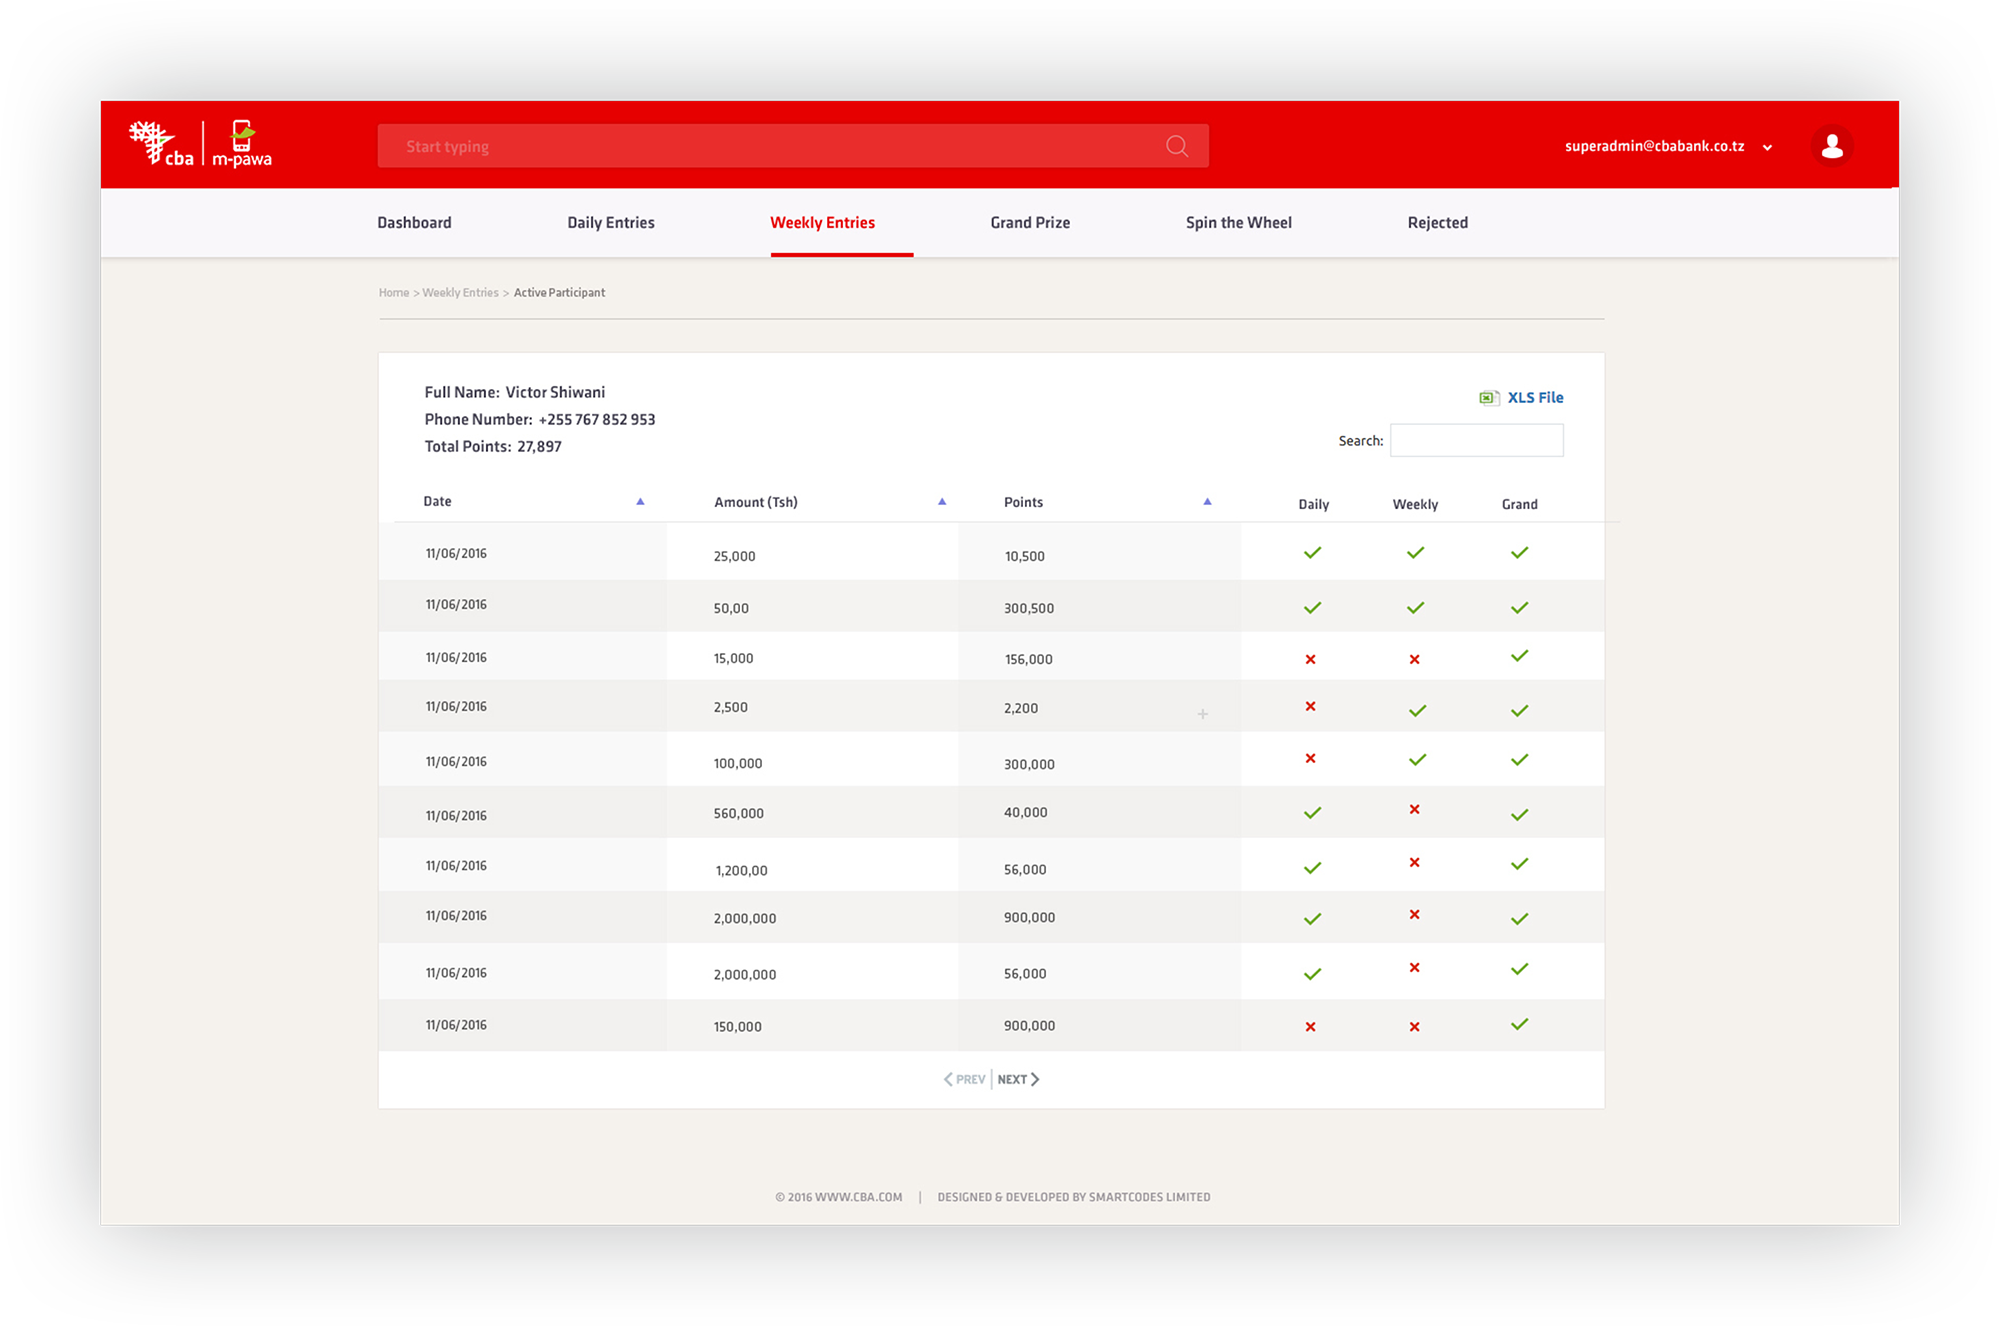 cba m-pawa
Start typing
superadmin@cbabank.co.tz
Dashboard Daily Entries Weekly Entries Grand Prize Spin the Wheel Rejected
Home > Weekly Entries > Active Participant
Full Name: Victor Shiwani
Phone Number: +255 767 852 953
Total Points: 27,897
XLS File
Search:
Date Amount (Tsh) Points Daily Weekly Grand
11/06/2016 25,000 10,500
11/06/2016 50,00 300,500
11/06/2016 15,000 156,000
11/06/2016 2,500 2,200
11/06/2016 100,000 300,000
11/06/2016 560,000 40,000
11/06/2016 1,200,00 56,000
11/06/2016 2,000,000 900,000
11/06/2016 2,000,000 56,000
11/06/2016 150,000 900,000
PREV | NEXT
© 2016 WWW.CBA.COM | DESIGNED & DEVELOPED BY SMARTCODES LIMITED